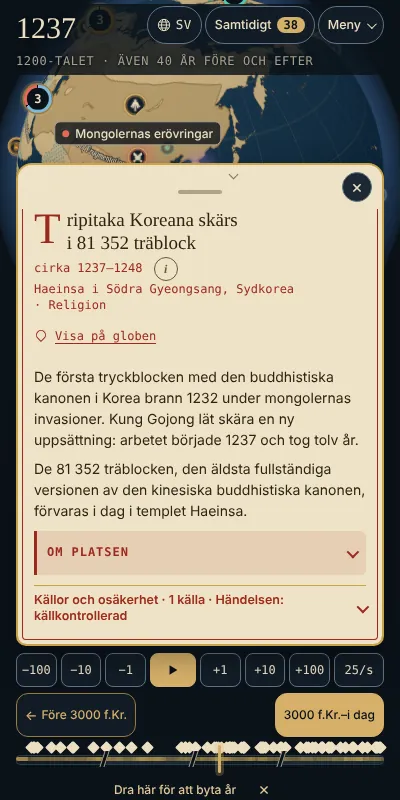 1237
3
SV
Samtidigt 38
Meny
1200-TALET · ÄVEN 40 ÅR FÖRE OCH EFTER
3
Mongolernas erövringar
×
Tripitaka Koreana skärs
i 81 352 träblock
cirka 1237–1248 i
Haeinsa i Södra Gyeongsang, Sydkorea
· Religion
Visa på globen
De första tryckblocken med den buddhistiska
kanonen i Korea brann 1232 under mongolernas
invasioner. Kung Gojong lät skära en ny
uppsättning: arbetet började 1237 och tog tolv år.
De 81 352 träblocken, den äldsta fullständiga
versionen av den kinesiska buddhistiska kanonen,
förvaras i dag i templet Haeinsa.
OM PLATSEN
Källor och osäkerhet · 1 källa · Händelsen:
källkontrollerad
−100 −10 −1 +1 +10 +100 25/s
← Före 3000 f.Kr.
3000 f.Kr.–i dag
Dra här för att byta år ×